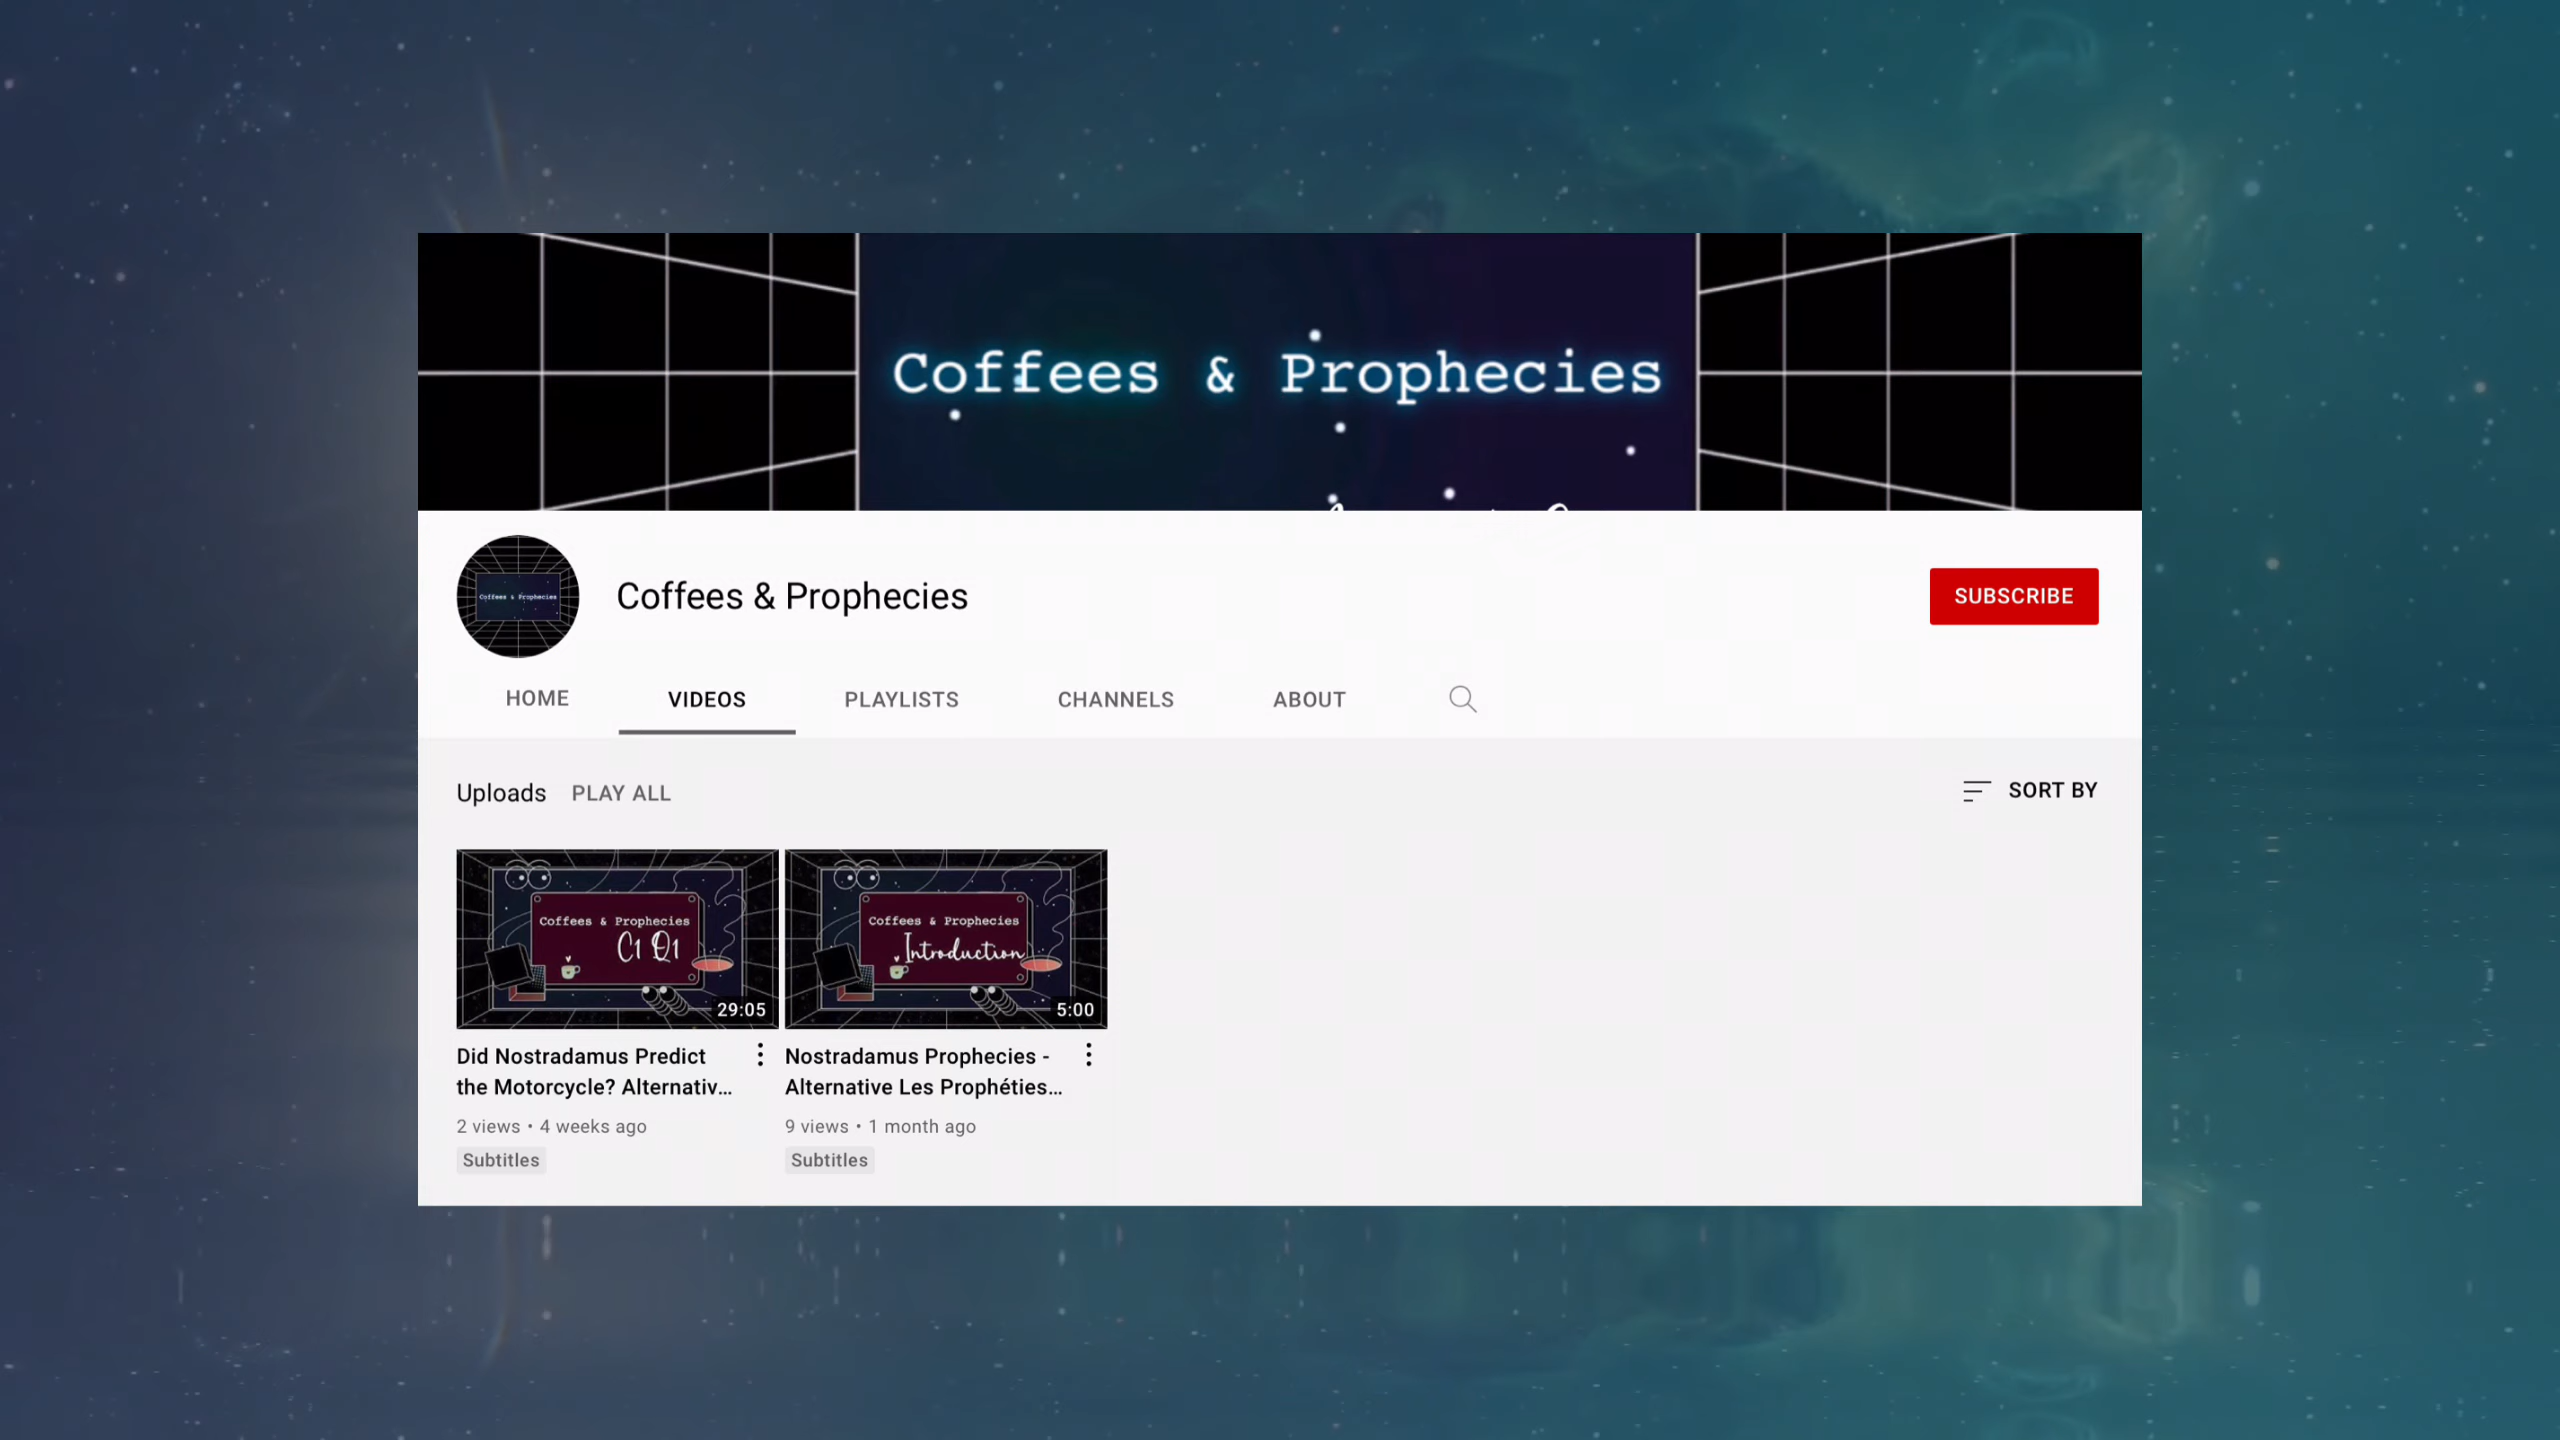 Coffees & Prophecies
Coffees & Prophecies
Coffees & Prophecies
SUBSCRIBE
HOME
VIDEOS
PLAYLISTS
CHANNELS
ABOUT
Uploads
PLAY ALL
SORT BY
Coffees & Prophecies
C1 Q1
29:05
Did Nostradamus Predict
the Motorcycle? Alternativ...
2 views • 4 weeks ago
Subtitles
Coffees & Prophecies
Introduction
5:00
Nostradamus Prophecies -
Alternative Les Prophéties...
9 views • 1 month ago
Subtitles